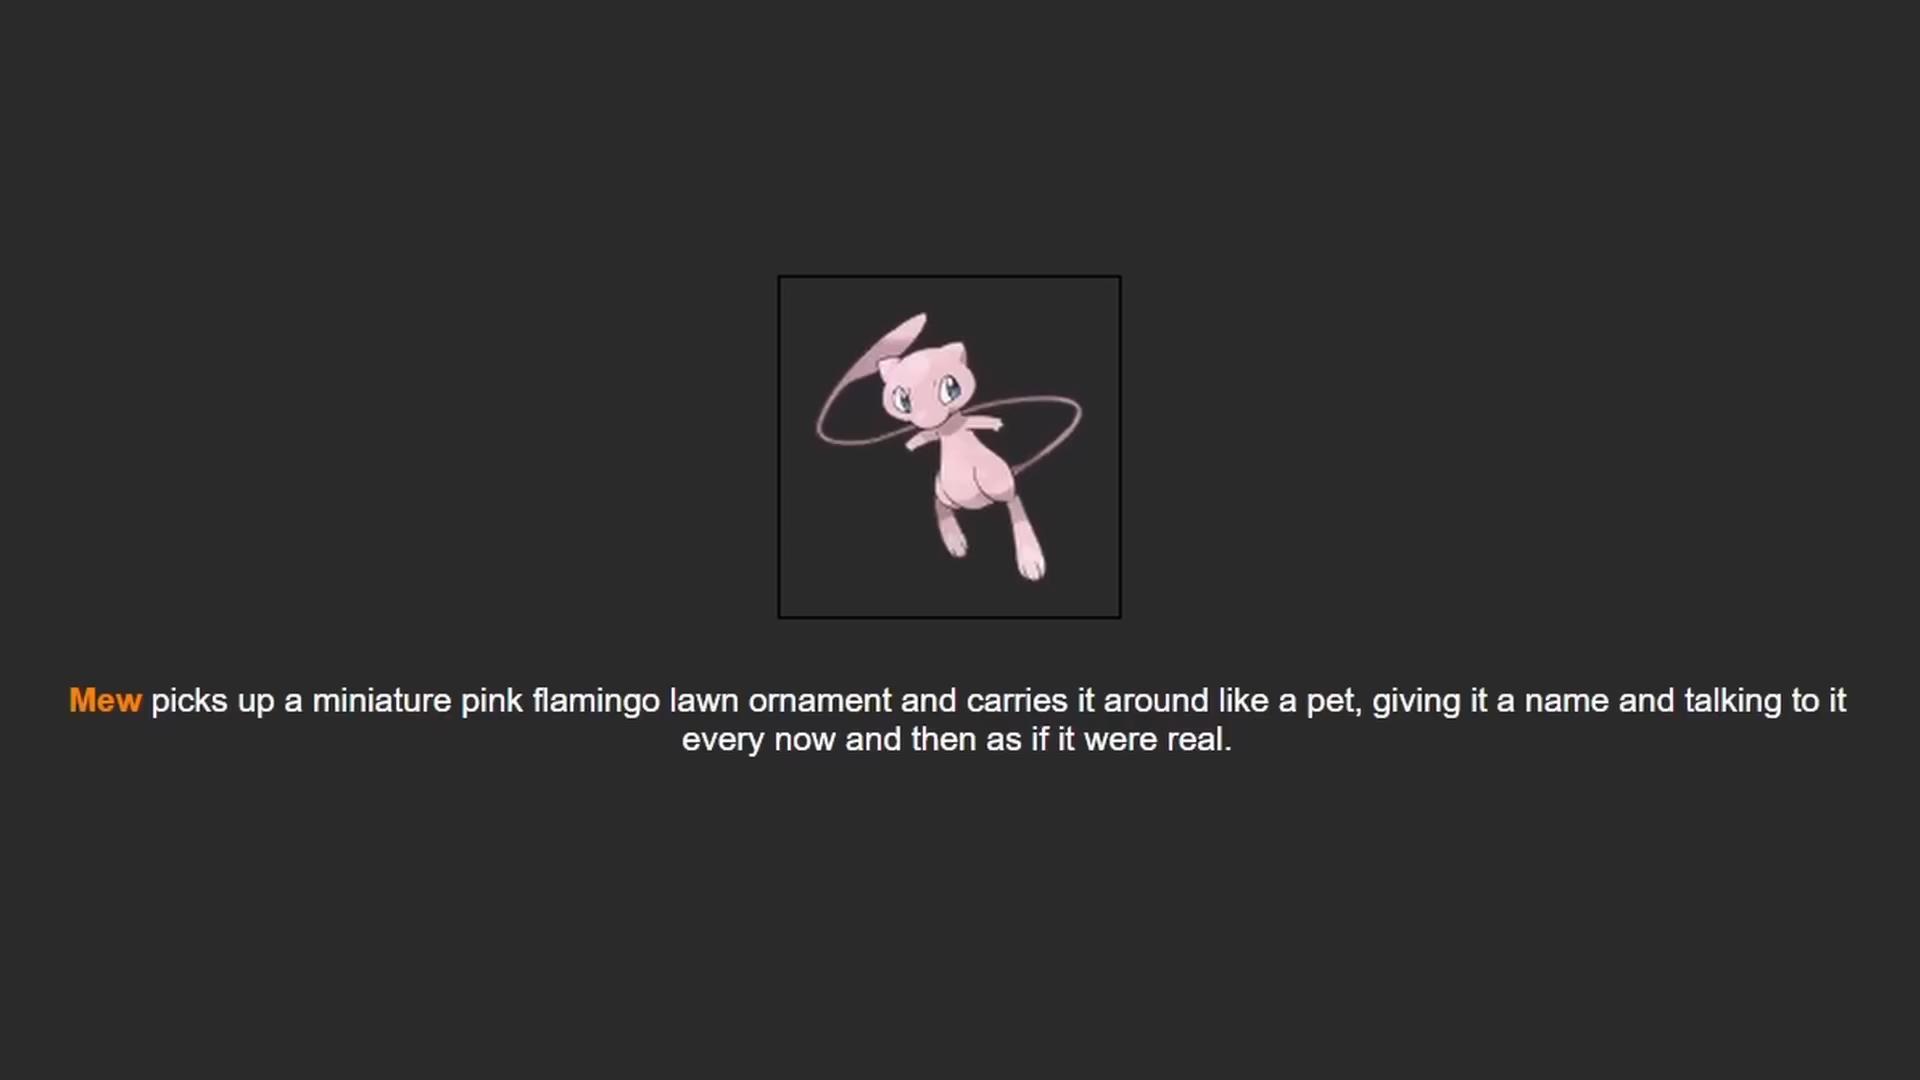 Mew picks up a miniature pink flamingo lawn ornament and carries it around like a pet, giving it a name and talking to it
every now and then as if it were real.